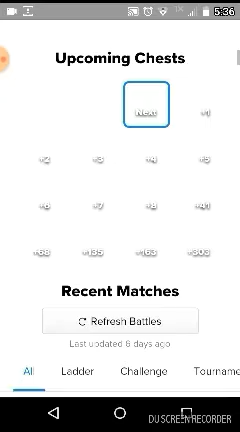 5:36
Upcoming Chests
Next +1
+2 +3 +4 +5
+6 +7 +8 +41
+68 +135 +163 +303
Recent Matches
Refresh Battles
Last updated 6 days ago
All Ladder Challenge Tourname
DU SCREEN RECORDER